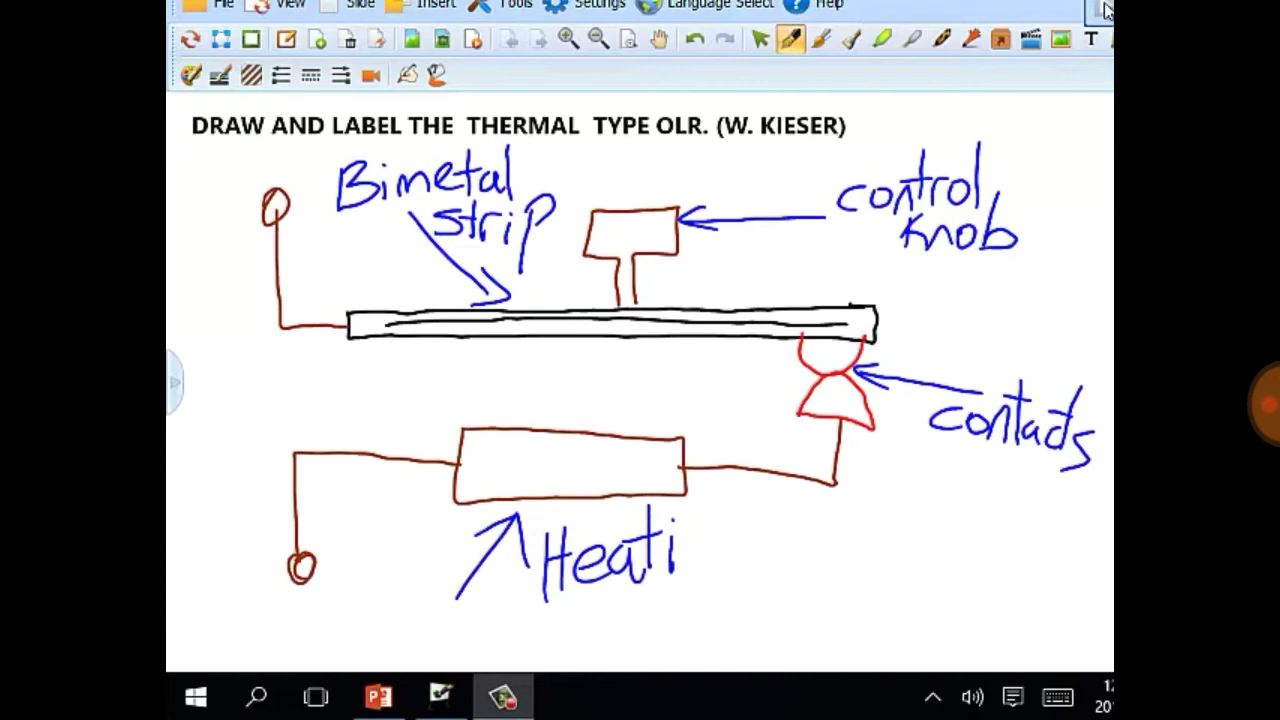 File View Slide Insert Tools Settings Language Select Help
T
DRAW AND LABEL THE THERMAL TYPE OLR. (W. KIESER)
Bimetal
strip
control
knob
contacts
Heati